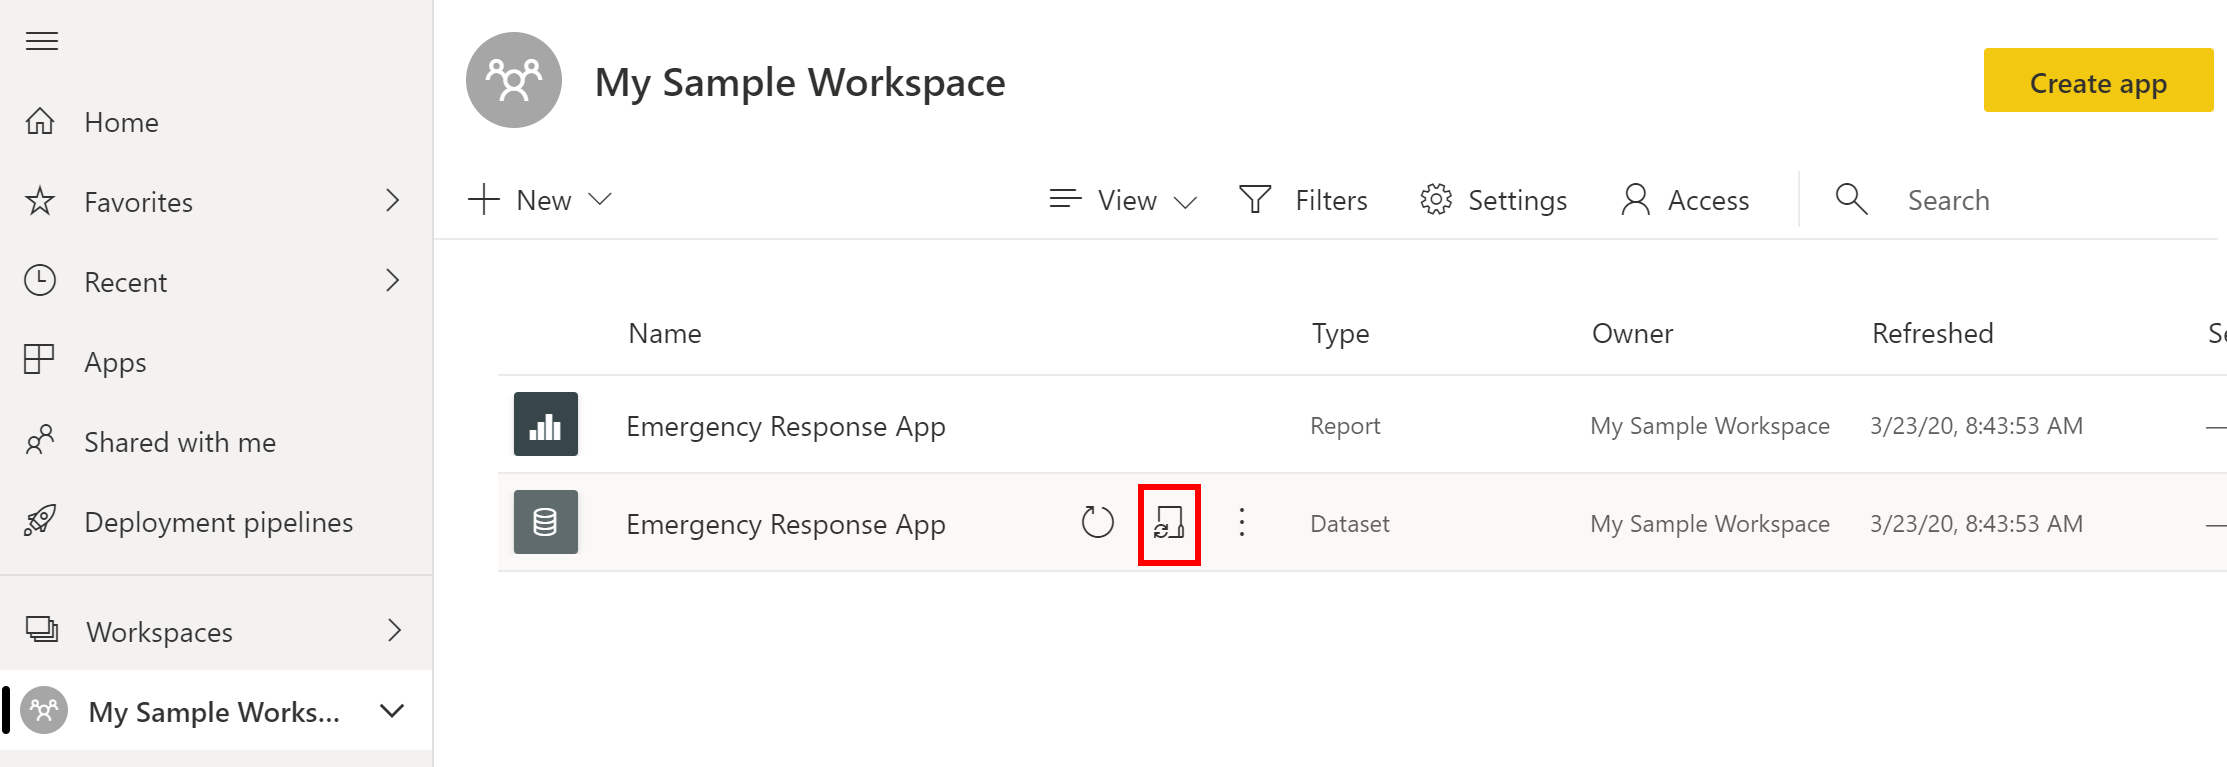 My Sample Workspace
Create app
Home
Favorites
Recent
Apps
Shared with me
Deployment pipelines
Workspaces
My Sample Works...
New
View
Filters
Settings
Access
Search
Name Type Owner Refreshed Se
Emergency Response App Report My Sample Workspace 3/23/20, 8:43:53 AM —
Emergency Response App Dataset My Sample Workspace 3/23/20, 8:43:53 AM —